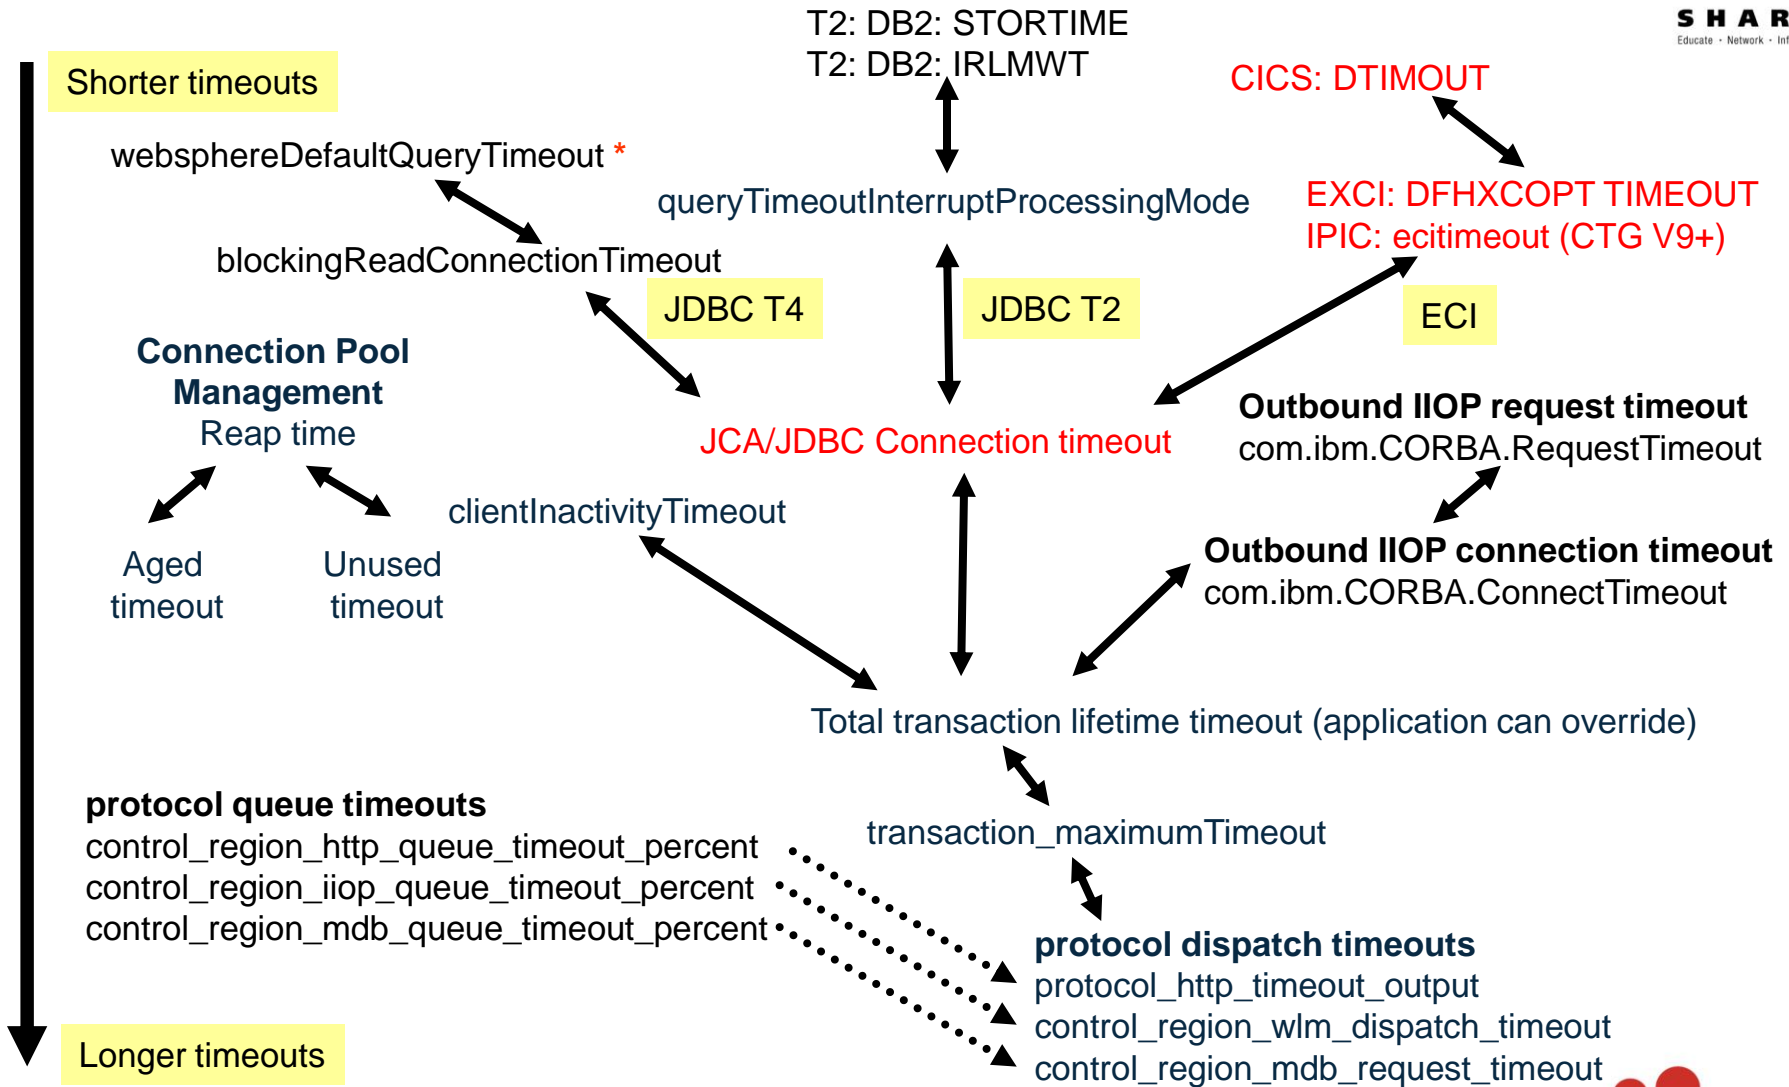 T2: DB2: STORTIME
T2: DB2: IRLMWT
S H A R
Educate · Network · Inf
Shorter timeouts
CICS: DTIMOUT
websphereDefaultQueryTimeout *
queryTimeoutInterruptProcessingMode
EXCI: DFHXCOPT TIMEOUT
IPIC: ecitimeout (CTG V9+)
blockingReadConnectionTimeout
JDBC T4
JDBC T2
ECI
Connection Pool
Management
Reap time
JCA/JDBC Connection timeout
Outbound IIOP request timeout
com.ibm.CORBA.RequestTimeout
clientInactivityTimeout
Aged
timeout
Unused
timeout
Outbound IIOP connection timeout
com.ibm.CORBA.ConnectTimeout
Total transaction lifetime timeout (application can override)
protocol queue timeouts
control_region_http_queue_timeout_percent
control_region_iiop_queue_timeout_percent
control_region_mdb_queue_timeout_percent
transaction_maximumTimeout
protocol dispatch timeouts
protocol_http_timeout_output
control_region_wlm_dispatch_timeout
control_region_mdb_request_timeout
Longer timeouts